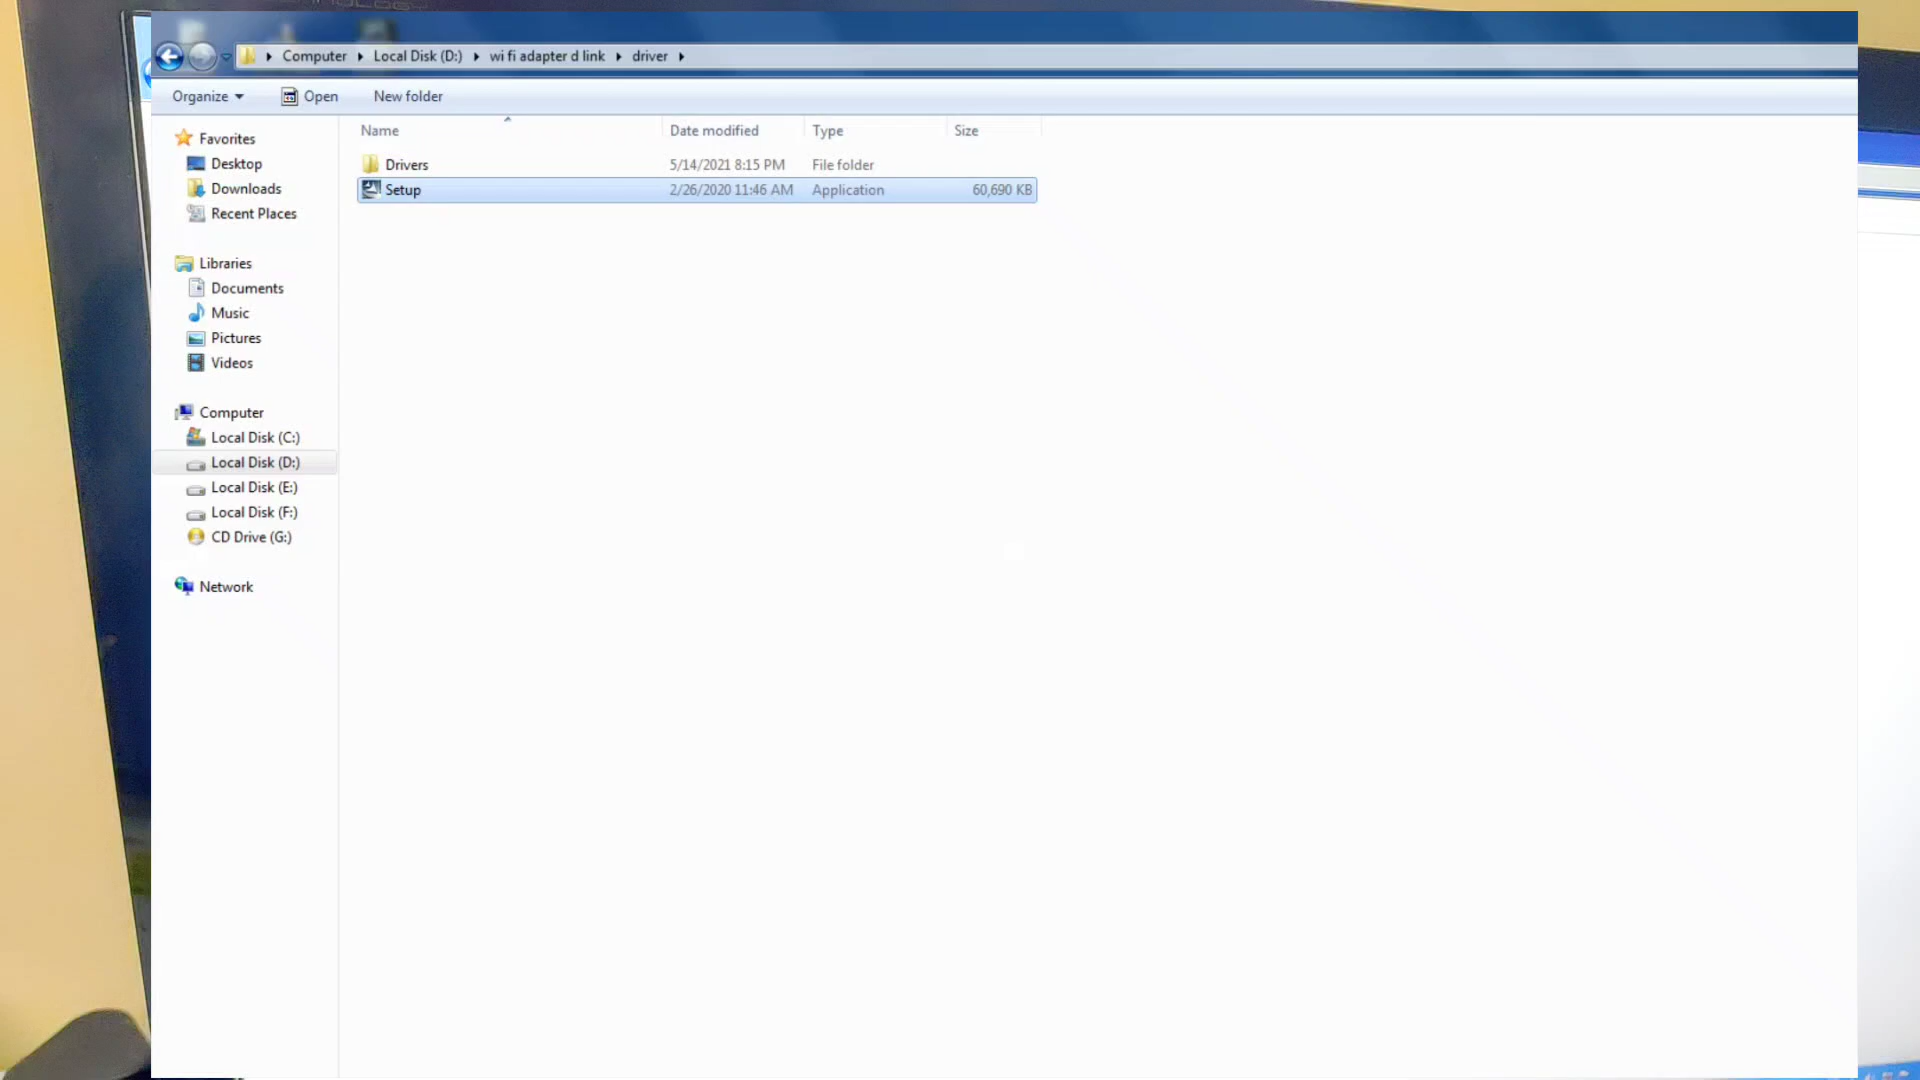 Computer Local Disk (D:) wi fi adapter d link driver
Organize Open New folder
Name Date modified Type Size
Drivers 5/14/2021 8:15 PM File folder
Setup 2/26/2020 11:46 AM Application 60,690 KB
Favorites
Desktop
Downloads
Recent Places
Libraries
Documents
Music
Pictures
Videos
Computer
Local Disk (C:)
Local Disk (D:)
Local Disk (E:)
Local Disk (F:)
CD Drive (G:)
Network